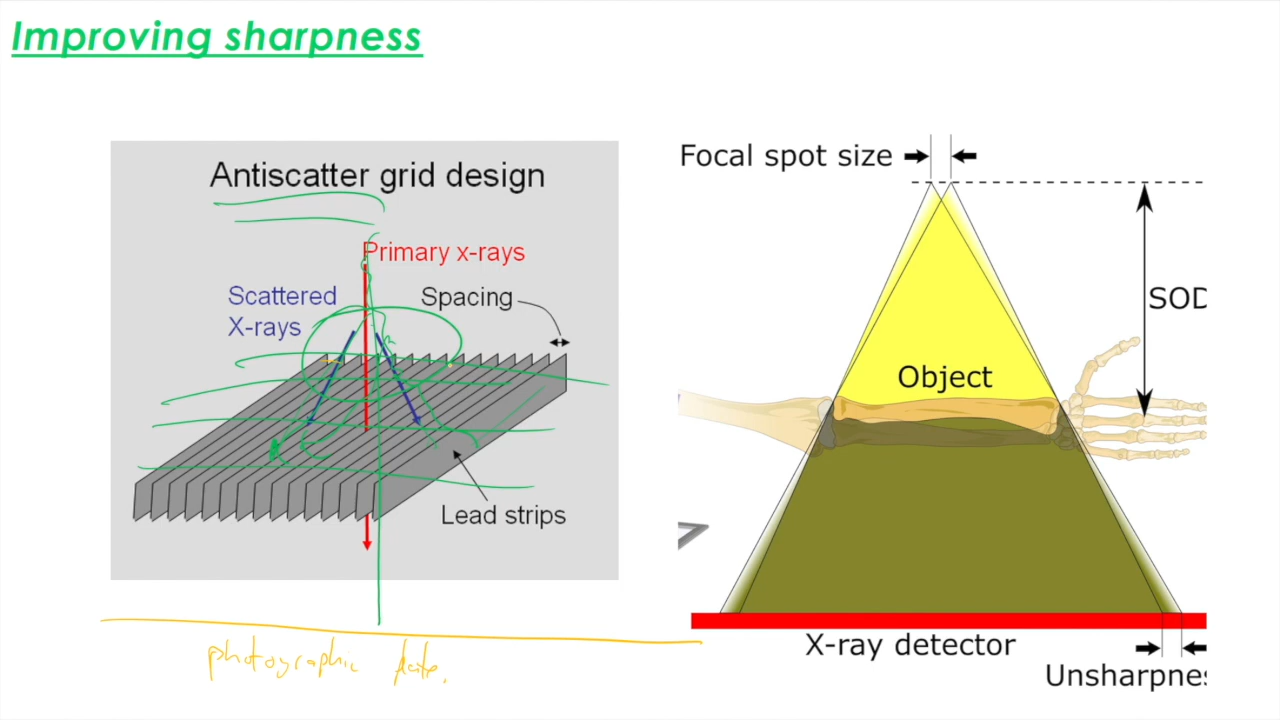 Improving sharpness
Antiscatter grid design
Primary x-rays
Scattered
X-rays
Spacing
Lead strips
photographic
Focal spot size
SOD
Object
X-ray detector
Unsharpnes